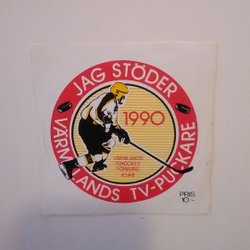 JAG STÖDER
1990
VÄRMLANDS
ISHOCKEY
FÖRBUND
VÄRMLANDS TV-PUCKARE
PRIS
10:-